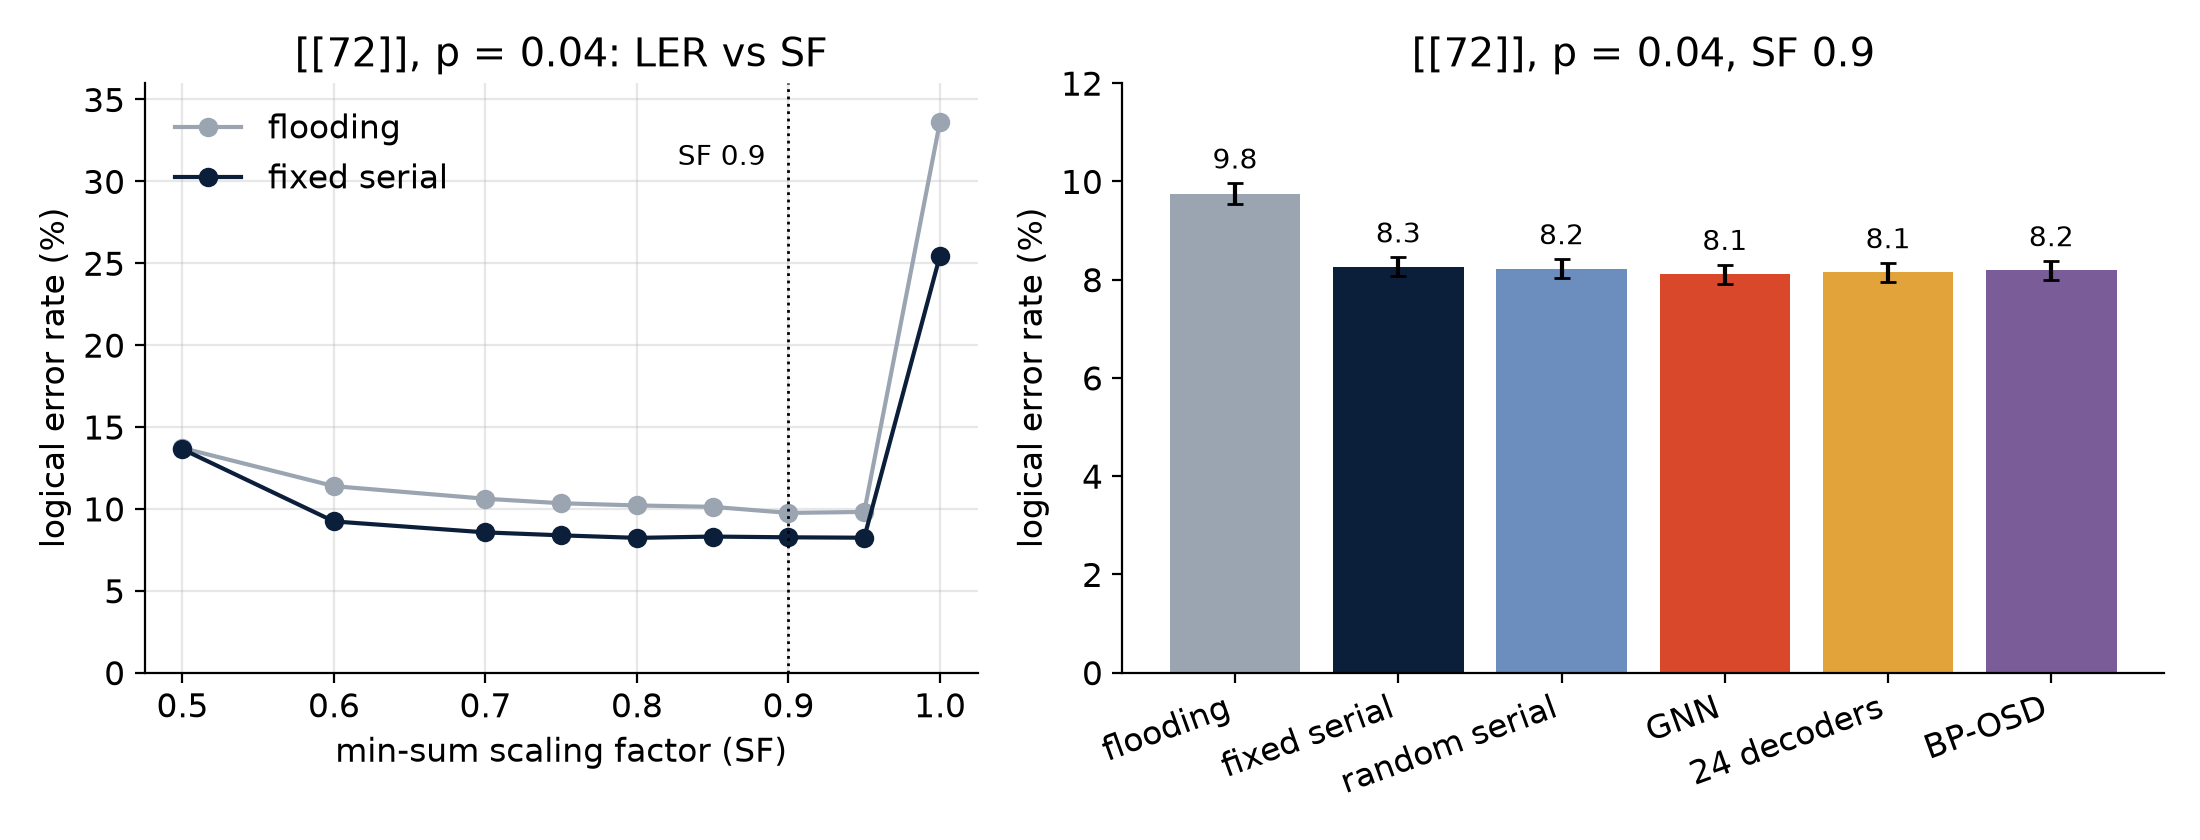 [[72]], p = 0.04: LER vs SF
logical error rate (%)
35
30
25
20
15
10
5
0
flooding
fixed serial
SF 0.9
0.5 0.6 0.7 0.8 0.9 1.0
min-sum scaling factor (SF)
[[72]], p = 0.04, SF 0.9
logical error rate (%)
12
10
8
6
4
2
0
9.8 8.3 8.2 8.1 8.1 8.2
flooding
fixed serial
random serial
GNN
24 decoders
BP-OSD